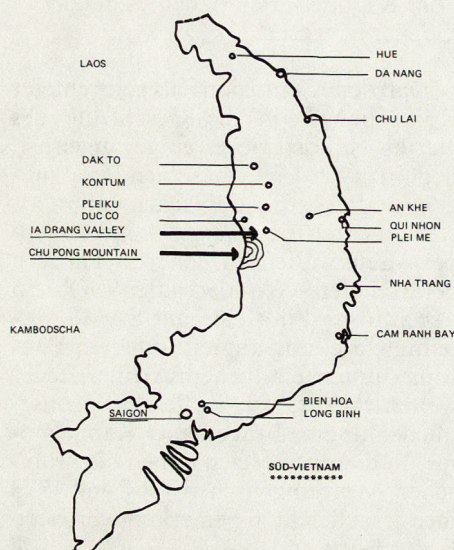 HUE
LAOS
DA NANG
CHU LAI
DAK TO
KONTUM
PLEIKU
DUC CO
IA DRANG VALLEY
CHU PONG MOUNTAIN
AN KHE
QUI NHON
PLEI ME
NHA TRANG
KAMBODSCHA
CAM RANH BAY
BIEN HOA
LONG BINH
SAIGON
SÜD-VIETNAM
***********